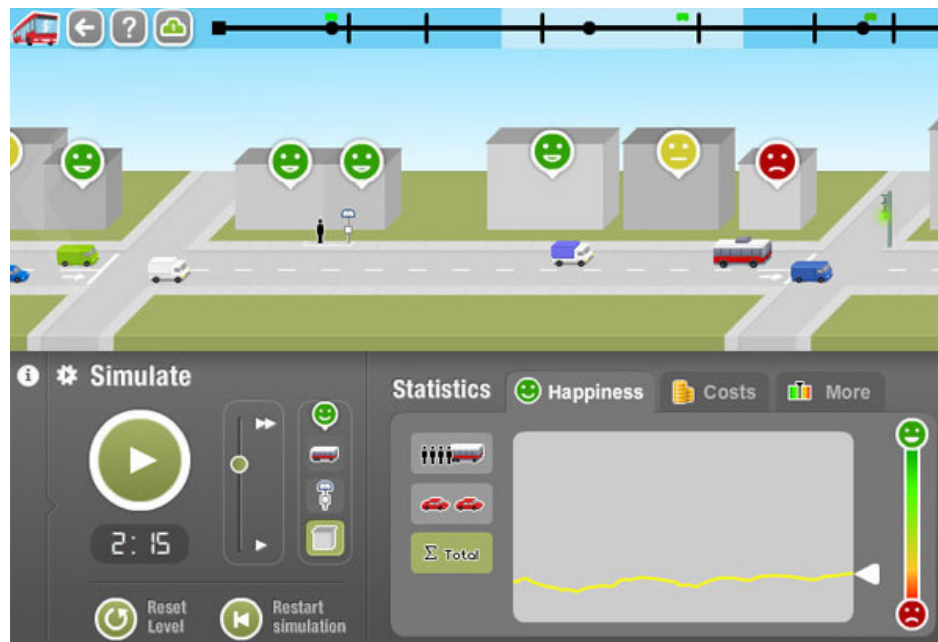 ?
Simulate
2:15
Reset
Level
Restart
simulation
Statistics
Happiness
Costs
More
Σ Total